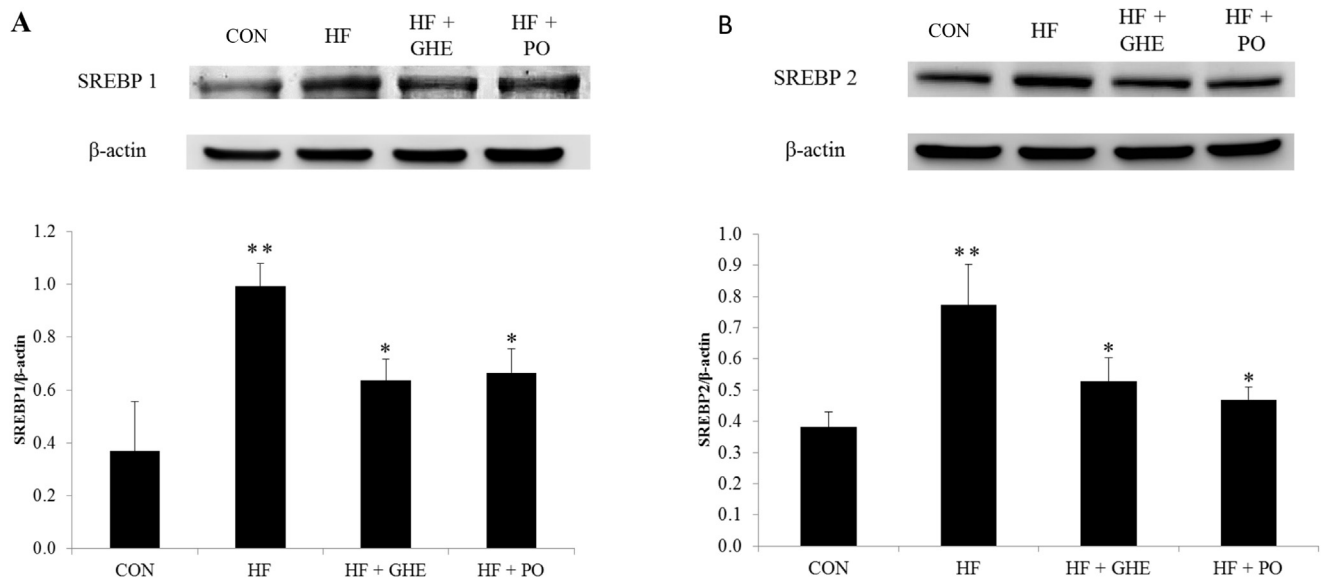 A
CON
HF
HF +
GHE
HF +
PO
SREBP 1
β-actin
1.2
1.0
0.8
0.6
0.4
0.2
0.0
SREBP1/β-actin
**
*
*
CON
HF
HF + GHE
HF + PO
B
CON
HF
HF +
GHE
HF +
PO
SREBP 2
β-actin
1.0
0.9
0.8
0.7
0.6
0.5
0.4
0.3
0.2
0.1
0.0
SREBP2/β-actin
**
*
*
CON
HF
HF + GHE
HF + PO